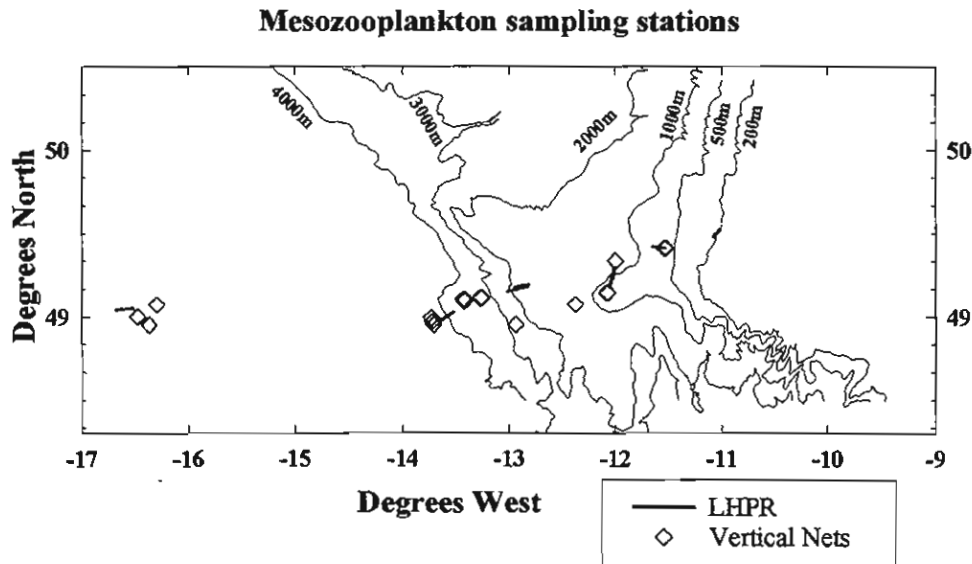 Mesozooplankton sampling stations
4000m
3000m
2000m
1000m
500m
200m
Degrees North
50
49
50
49
-17 -16 -15 -14 -13 -12 -11 -10 -9
Degrees West
LHPR
Vertical Nets